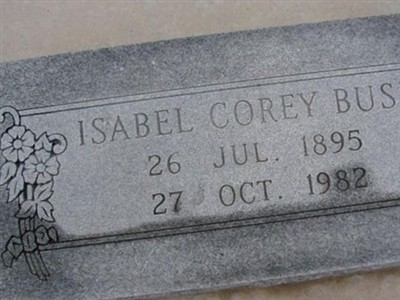 ISABEL COREY BUS
26 JUL. 1895
27 OCT. 1982